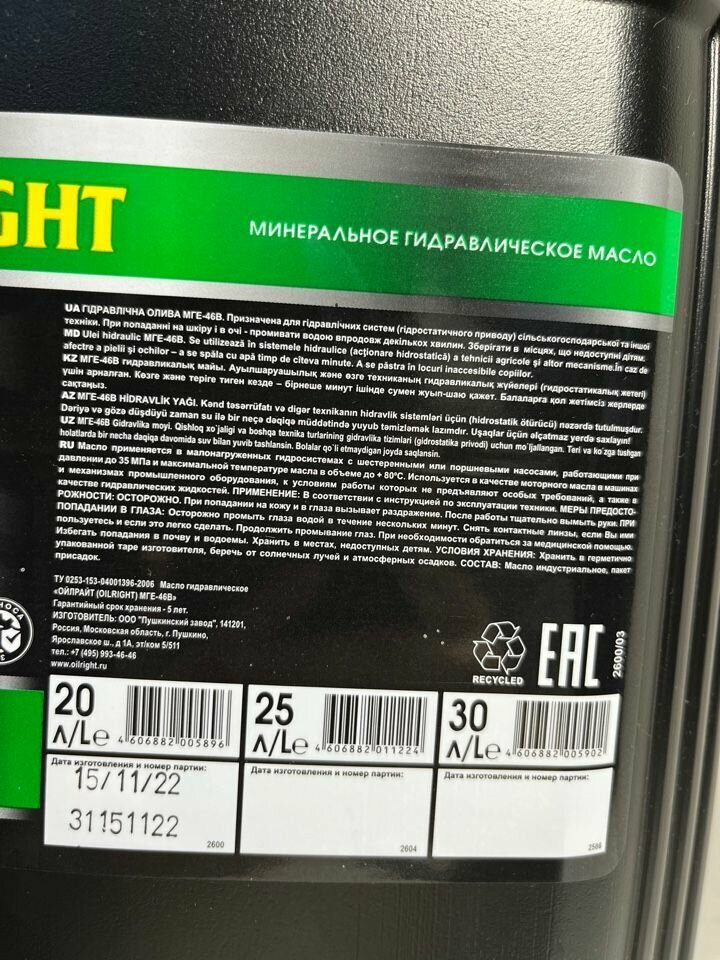 IGHT
МИНЕРАЛЬНОЕ ГИДРАВЛИЧЕСКОЕ МАСЛО
UA ГІДРАВЛІЧНА ОЛИВА МГЕ-46В. Призначена для гідравлічних систем (гідростатичного приводу) сільськогосподарської та іншої
техніки. При попаданні на шкіру і в очі - промивати водою впродовж декількох хвилин. Зберігати в місцях, що недоступні дітям.
MD Ulei hidraulic МГЕ-46В. Se utilizează în sistemele hidraulice (acționare hidrostatică) a tehnicii agricole și altor mecanisme.În caz de
afectre a pielii și ochilor – a se spăla cu apă timp de cîteva minute. A se păstra în locuri inaccesibile copiilor.
KZ МГЕ-46В гидравликалық майы. Ауылшаруашылық және өзге техниканың гидравликалық жүйелері (гидростатикалық жетегі)
үшін арналған. Көзге және теріге тиген кезде – бірнеше минут ішінде сумен жуып-шаю қажет. Балаларға қол жетімсіз жерлерде
сақтаңыз.
AZ МГЕ-46В HİDRAVLİK YAĞI. Kənd təsərrüfatı və digər texnikanın hidravlik sistemləri üçün (hidrostatik ötürücü) nəzərdə tutulmuşdur.
Dəriyə və gözə düşdüyü zaman su ilə bir neçə dəqiqə müddətində yuyub təmizləmək lazımdır. Uşaqlar üçün əlçatmaz yerdə saxlayın!
UZ МГЕ-46В Gidravlika moyi. Qishloq xo`jaligi va boshqa texnika turlarining gidravlika tizimlari (gidrostatika privodi) uchun mo`ljallangan. Teri va ko`zga tushgan
holatlarda bir necha daqiqa davomida suv bilan yuvib tashlansin. Bolalar qo`li etmaydigan joyda saqlansin.
RU Масло применяется в малонагруженных гидросистемах с шестеренными или поршневыми насосами, работающими при
давлении до 35 МПа и максимальной температуре масла в объеме до + 80°С. Используется в качестве моторного масла в машинах
и механизмах промышленного оборудования, к условиям работы которых не предъявляют особых требований, а также в
качестве гидравлических жидкостей. ПРИМЕНЕНИЕ: В соответствии с инструкцией по эксплуатации техники. МЕРЫ ПРЕДОСТО-
РОЖНОСТИ: ОСТОРОЖНО. При попадании на кожу и в глаза вызывает раздражение. После работы тщательно вымыть руки. ПРИ
ПОПАДАНИИ В ГЛАЗА: Осторожно промыть глаза водой в течение нескольких минут. Снять контактные линзы, если Вы ими
пользуетесь и если это легко сделать. Продолжить промывание глаз. При необходимости обратиться за медицинской помощью.
Избегать попадания в почву и водоемы. Хранить в местах, недоступных детям. УСЛОВИЯ ХРАНЕНИЯ: Хранить в герметично
упакованной таре изготовителя, беречь от солнечных лучей и атмосферных осадков. СОСТАВ: Масло индустриальное, пакет
присадок.
ТУ 0253-153-04001396-2006 Масло гидравлическое
«ОЙЛРАЙТ (OILRIGHT) МГЕ-46В»
Гарантийный срок хранения - 5 лет.
ИЗГОТОВИТЕЛЬ: ООО "Пушкинский завод", 141201,
Россия, Московская область, г. Пушкино,
Ярославское ш., д 1А, эт/ком 5/511
тел.: +7 (495) 993-46-46
www.oilright.ru
RECYCLED
EAC
2600/03
20
л/Le
4 606882 005896
25
л/Le
4 606882 011224
30
л/Le
4 606882 005902
Дата изготовления и номер партии:
15/11/22
31151122
2600
Дата изготовления и номер партии:
2604
Дата изготовления и номер партии: